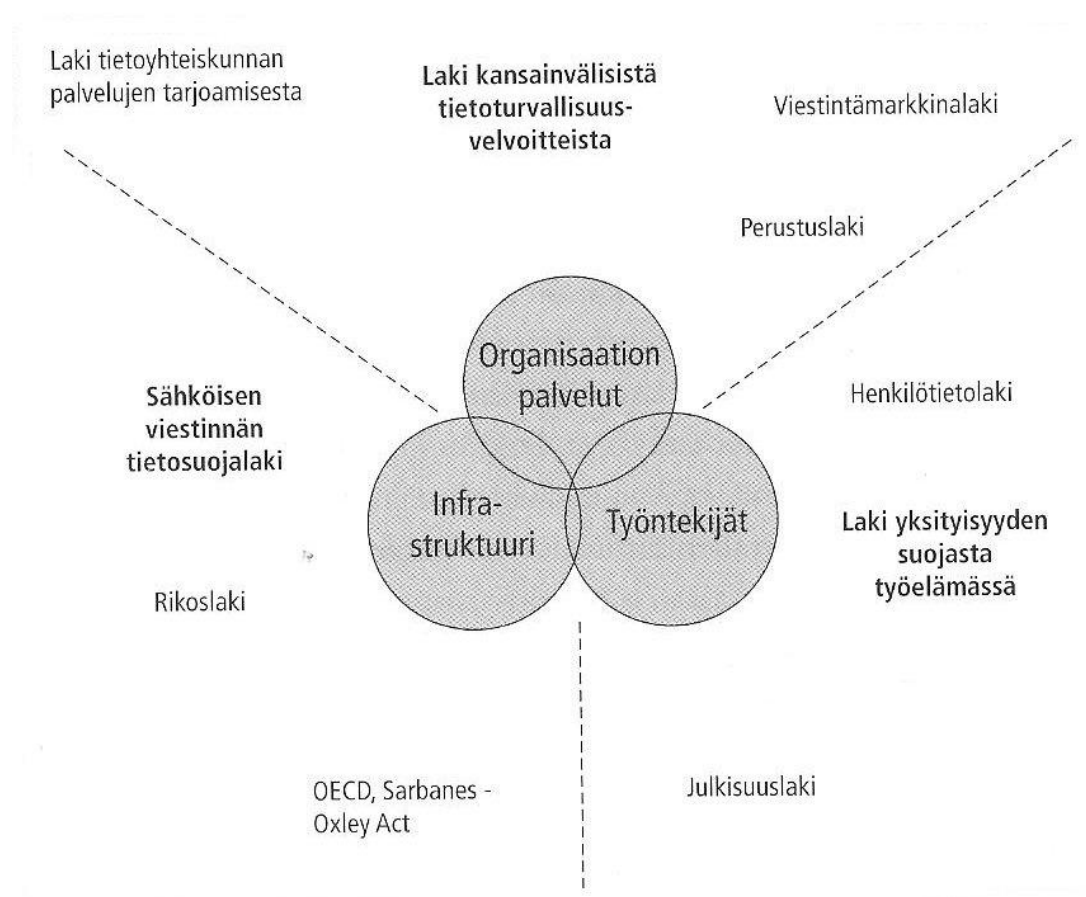 Laki tietoyhteiskunnan
palvelujen tarjoamisesta
Laki kansainvälisistä
tietoturvallisuus-
velvoitteista
Viestintämarkkinalaki
Perustuslaki
Organisaation
palvelut
Sähköisen
viestinnän
tietosuojalaki
Henkilötietolaki
Infra-
struktuuri
Työntekijät
Laki yksityisyyden
suojasta
työelämässä
Rikoslaki
OECD, Sarbanes -
Oxley Act
Julkisuuslaki